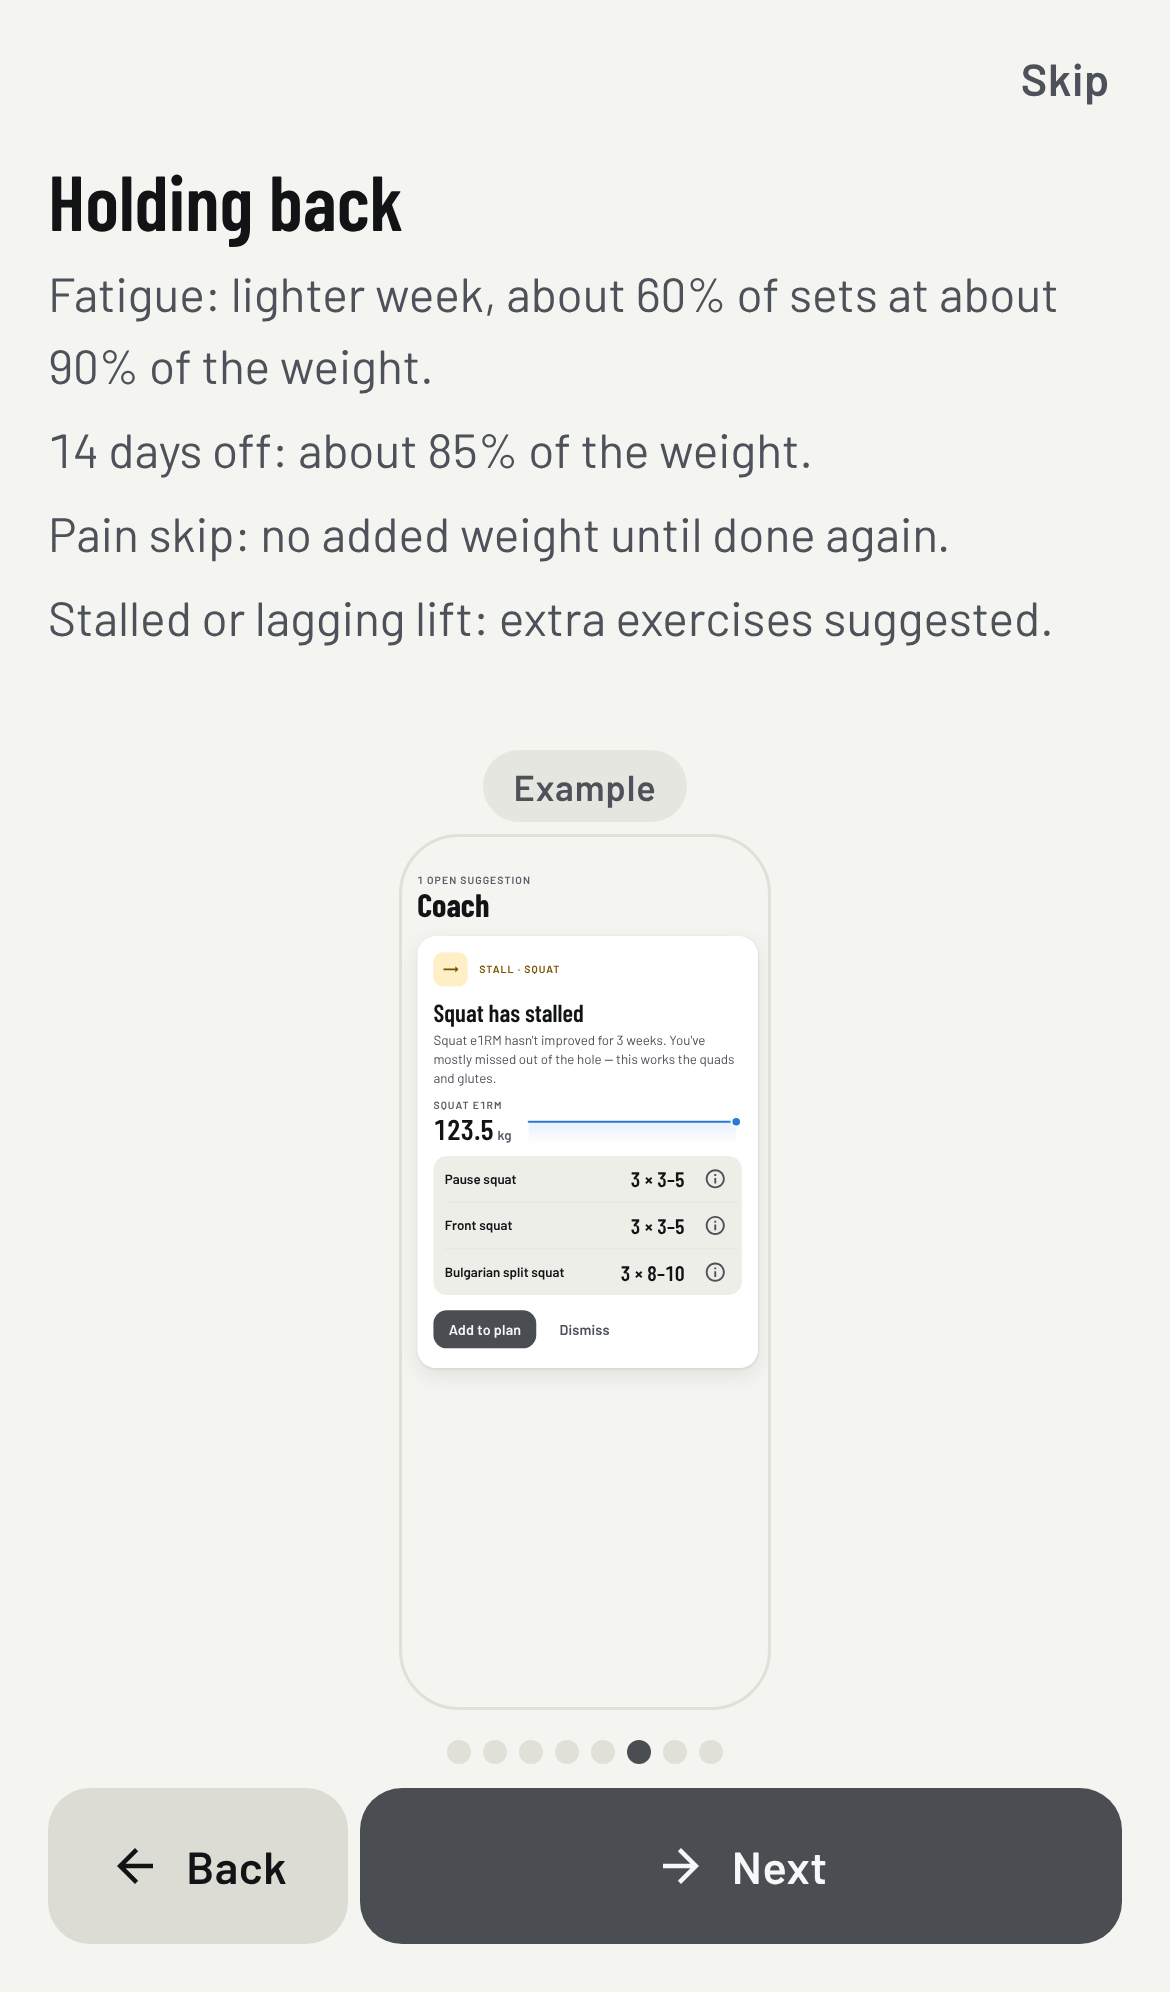 Skip
Holding back
Fatigue: lighter week, about 60% of sets at about
90% of the weight.
14 days off: about 85% of the weight.
Pain skip: no added weight until done again.
Stalled or lagging lift: extra exercises suggested.
Example
1 OPEN SUGGESTION
Coach
STALL · SQUAT
Squat has stalled
Squat e1RM hasn't improved for 3 weeks. You've
mostly missed out of the hole — this works the quads
and glutes.
SQUAT E1RM
123.5 kg
Pause squat 3 × 3–5
Front squat 3 × 3–5
Bulgarian split squat 3 × 8–10
Add to plan Dismiss
Back Next